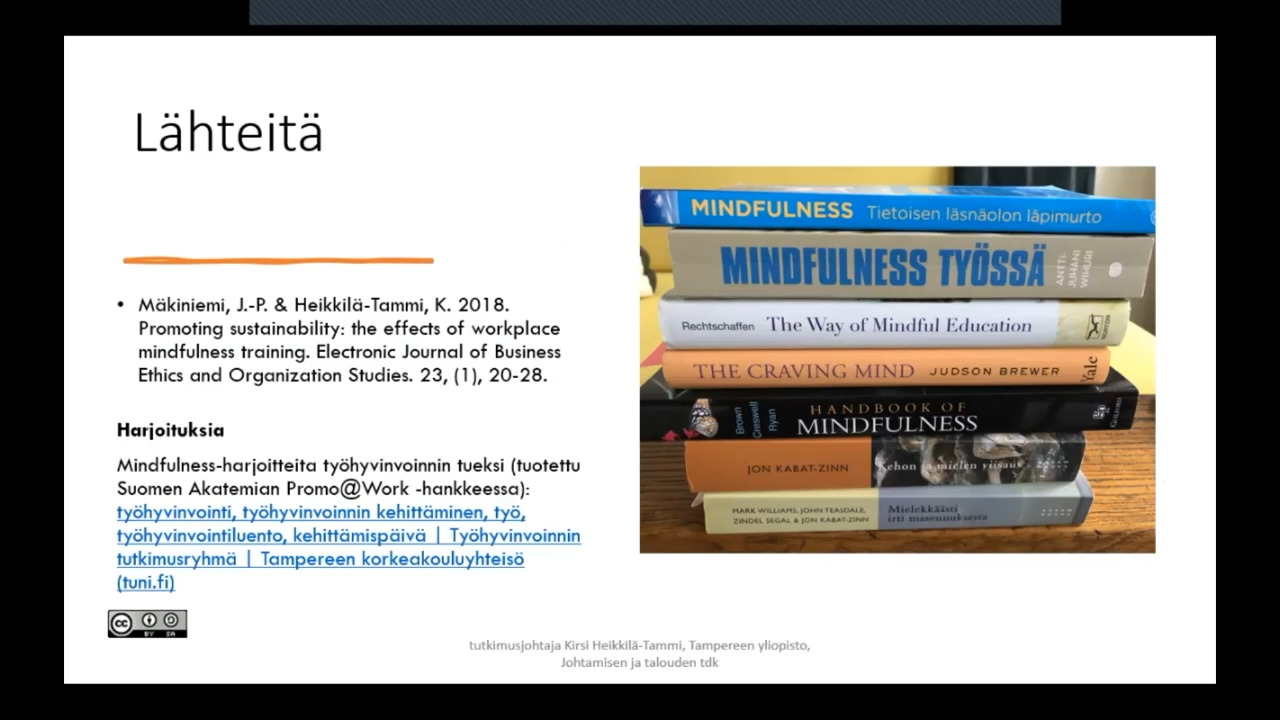 Lähteitä
• Mäkiniemi, J.-P. & Heikkilä-Tammi, K. 2018.
Promoting sustainability: the effects of workplace
mindfulness training. Electronic Journal of Business
Ethics and Organization Studies. 23, (1), 20-28.
Harjoituksia
Mindfulness-harjoitteita työhyvinvoinnin tueksi (tuotettu
Suomen Akatemian Promo@Work -hankkeessa):
työhyvinvointi, työhyvinvoinnin kehittäminen, työ,
työhyvinvointiluento, kehittämispäivä | Työhyvinvoinnin
tutkimusryhmä | Tampereen korkeakouluyhteisö
(tuni.fi)
MINDFULNESS Tietoisen läsnäolon läpimurto
MINDFULNESS TYÖSSÄ
ANTTI-
JUHANI
WIHURI
Rechtschaffen The Way of Mindful Education
NORTON
THE CRAVING MIND JUDSON BREWER Yale
Brown
Creswell
Ryan
HANDBOOK OF
MINDFULNESS
GUILFORD
JON KABAT-ZINN Kehon ja mielen viisaus
MARK WILLIAMS, JOHN TEASDALE,
ZINDEL SEGAL & JON KABAT-ZINN
Mielekkäästi
irti masennuksesta
cc BY SA
tutkimusjohtaja Kirsi Heikkilä-Tammi, Tampereen yliopisto,
Johtamisen ja talouden tdk